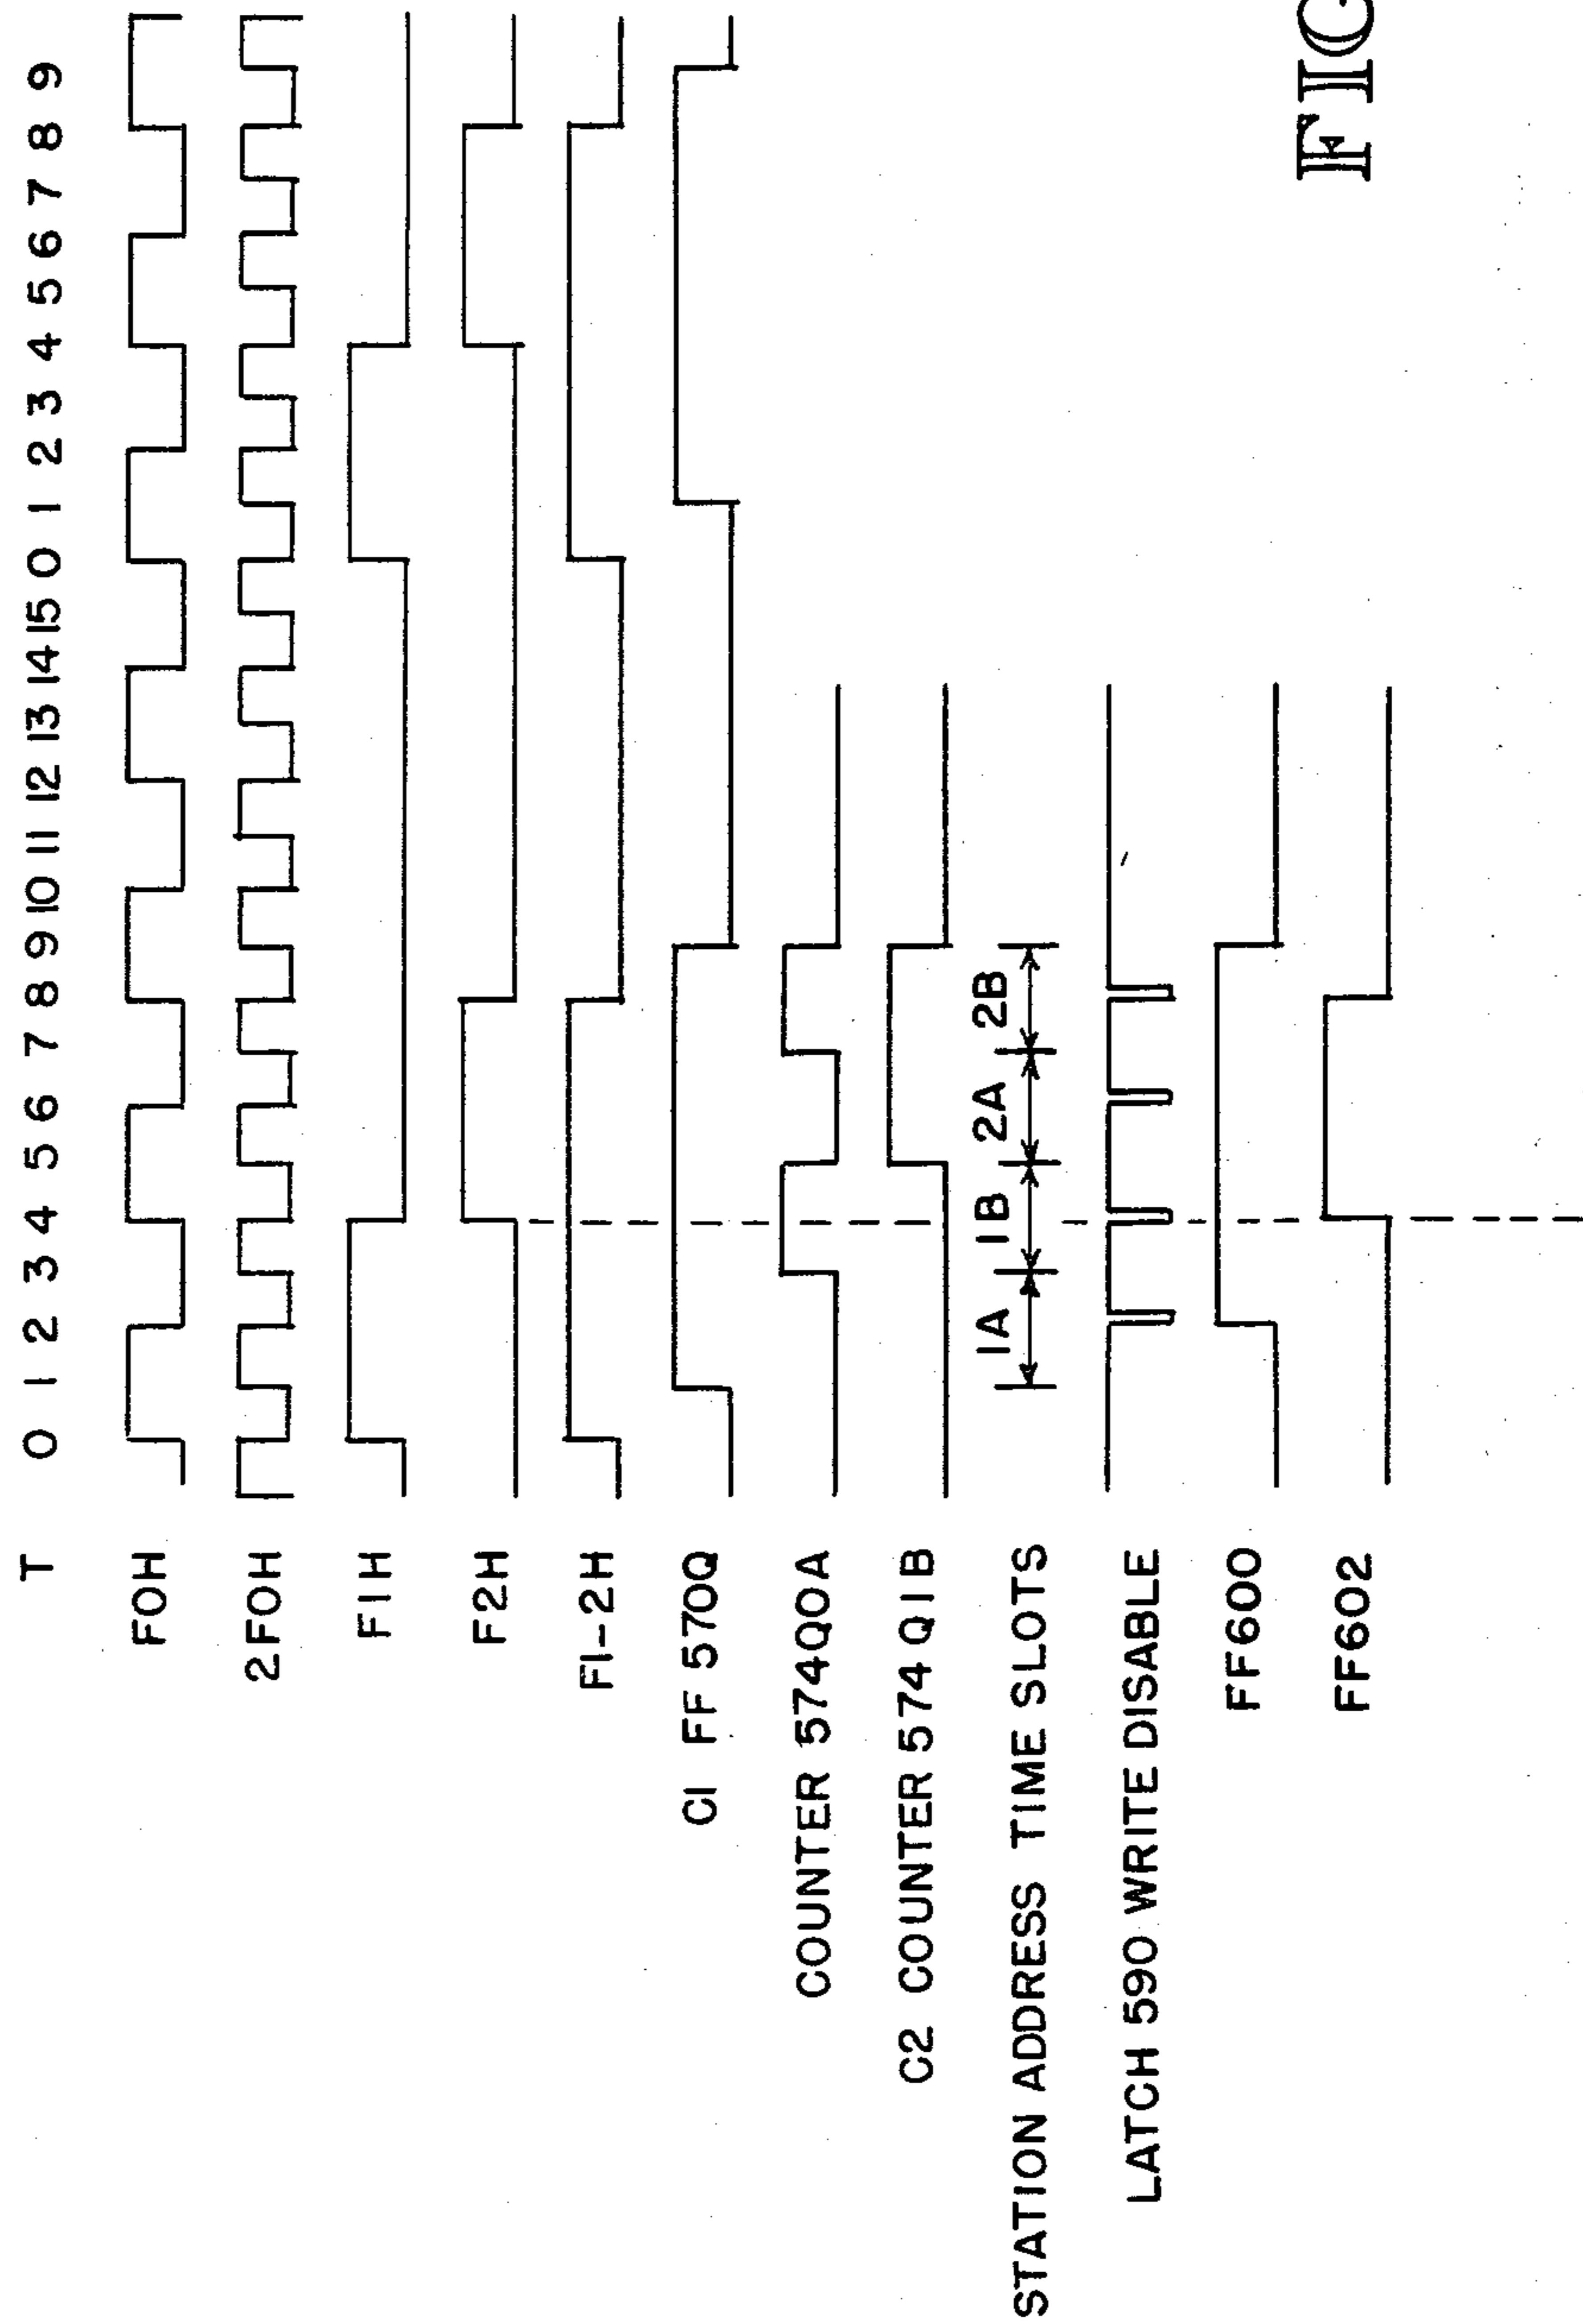 T 0 1 2 3 4 5 6 7 8 9 10 11 12 13 14 15 0 1 2 3 4 5 6 7 8 9
F0H
2F0H
F1H
F2H
F1-2H
C1 FF 570Q
COUNTER 574Q0A
C2 COUNTER 574 Q1B
STATION ADDRESS TIME SLOTS 1A 1B 2A 2B
LATCH 590 WRITE DISABLE
FF600
FF602
FIG